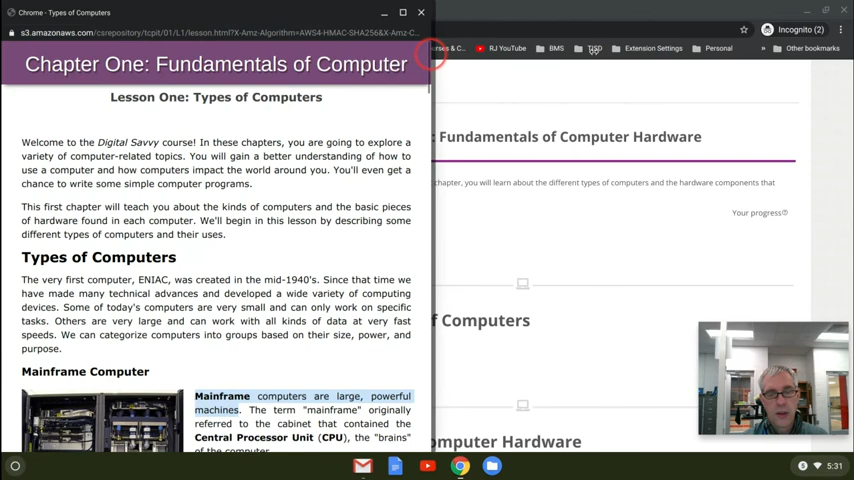 Chrome - Types of Computers
s3.amazonaws.com/csrepository/tcpit/01/L1/lesson.html?X-Amz-Algorithm=AWS4-HMAC-SHA256&X-Amz-C...
Incognito (2)
RJ YouTube
BMS
TISD
Extension Settings
Personal
»
Other bookmarks
Chapter One: Fundamentals of Computer
Lesson One: Types of Computers
Welcome to the Digital Savvy course! In these chapters, you are going to explore a
variety of computer-related topics. You will gain a better understanding of how to
use a computer and how computers impact the world around you. You'll even get a
chance to write some simple computer programs.
This first chapter will teach you about the kinds of computers and the basic pieces
of hardware found in each computer. We'll begin in this lesson by describing some
different types of computers and their uses.
Types of Computers
The very first computer, ENIAC, was created in the mid-1940's. Since that time we
have made many technical advances and developed a wide variety of computing
devices. Some of today's computers are very small and can only work on specific
tasks. Others are very large and can work with all kinds of data at very fast
speeds. We can categorize computers into groups based on their size, power, and
purpose.
Mainframe Computer
Mainframe computers are large, powerful
machines. The term "mainframe" originally
referred to the cabinet that contained the
Central Processor Unit (CPU), the "brains"
of the computer.
: Fundamentals of Computer Hardware
chapter, you will learn about the different types of computers and the hardware components that
Your progress
f Computers
omputer Hardware
5:31